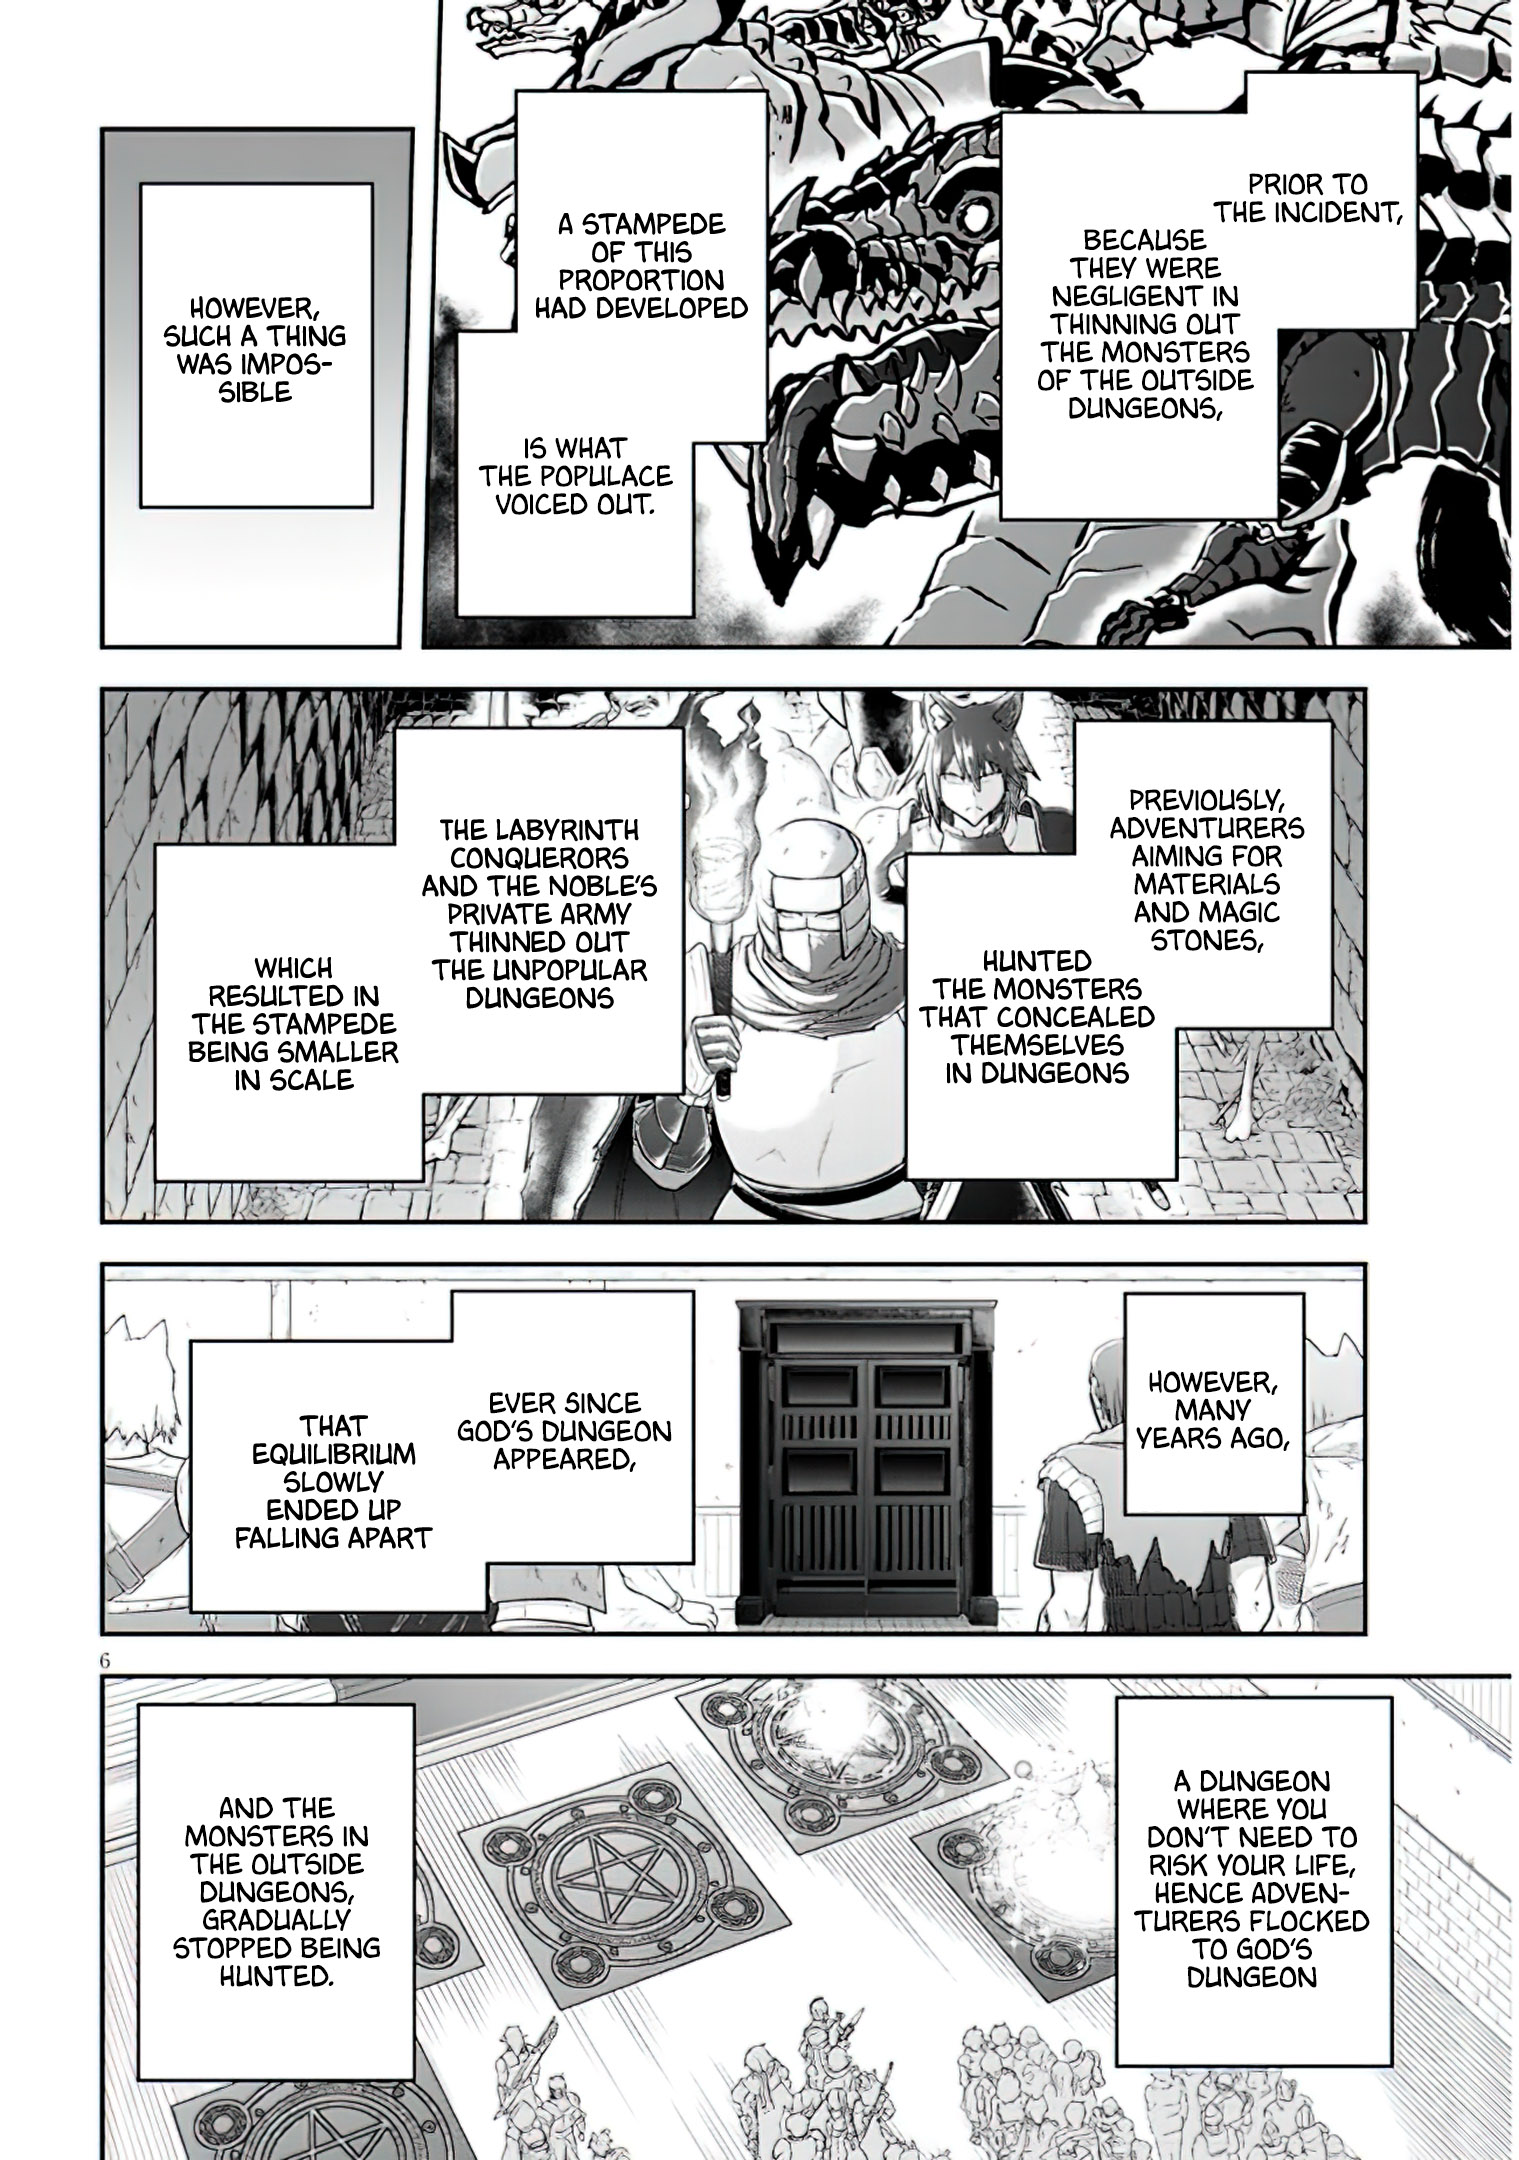 PRIOR TO
THE INCIDENT,
BECAUSE
THEY WERE
NEGLIGENT IN
THINNING OUT
THE MONSTERS
OF THE OUTSIDE
DUNGEONS,
A STAMPEDE
OF THIS
PROPORTION
HAD DEVELOPED
IS WHAT
THE POPULACE
VOICED OUT.
HOWEVER,
SUCH A THING
WAS IMPOS-
SIBLE
PREVIOUSLY,
ADVENTURERS
AIMING FOR
MATERIALS
AND MAGIC
STONES,
HUNTED
THE MONSTERS
THAT CONCEALED
THEMSELVES
IN DUNGEONS
THE LABYRINTH
CONQUERORS
AND THE NOBLE'S
PRIVATE ARMY
THINNED OUT
THE UNPOPULAR
DUNGEONS
WHICH
RESULTED IN
THE STAMPEDE
BEING SMALLER
IN SCALE
HOWEVER,
MANY
YEARS AGO,
EVER SINCE
GOD'S DUNGEON
APPEARED,
THAT
EQUILIBRIUM
SLOWLY
ENDED UP
FALLING APART
6
A DUNGEON
WHERE YOU
DON'T NEED TO
RISK YOUR LIFE,
HENCE ADVEN-
TURERS FLOCKED
TO GOD'S
DUNGEON
AND THE
MONSTERS IN
THE OUTSIDE
DUNGEONS,
GRADUALLY
STOPPED BEING
HUNTED.